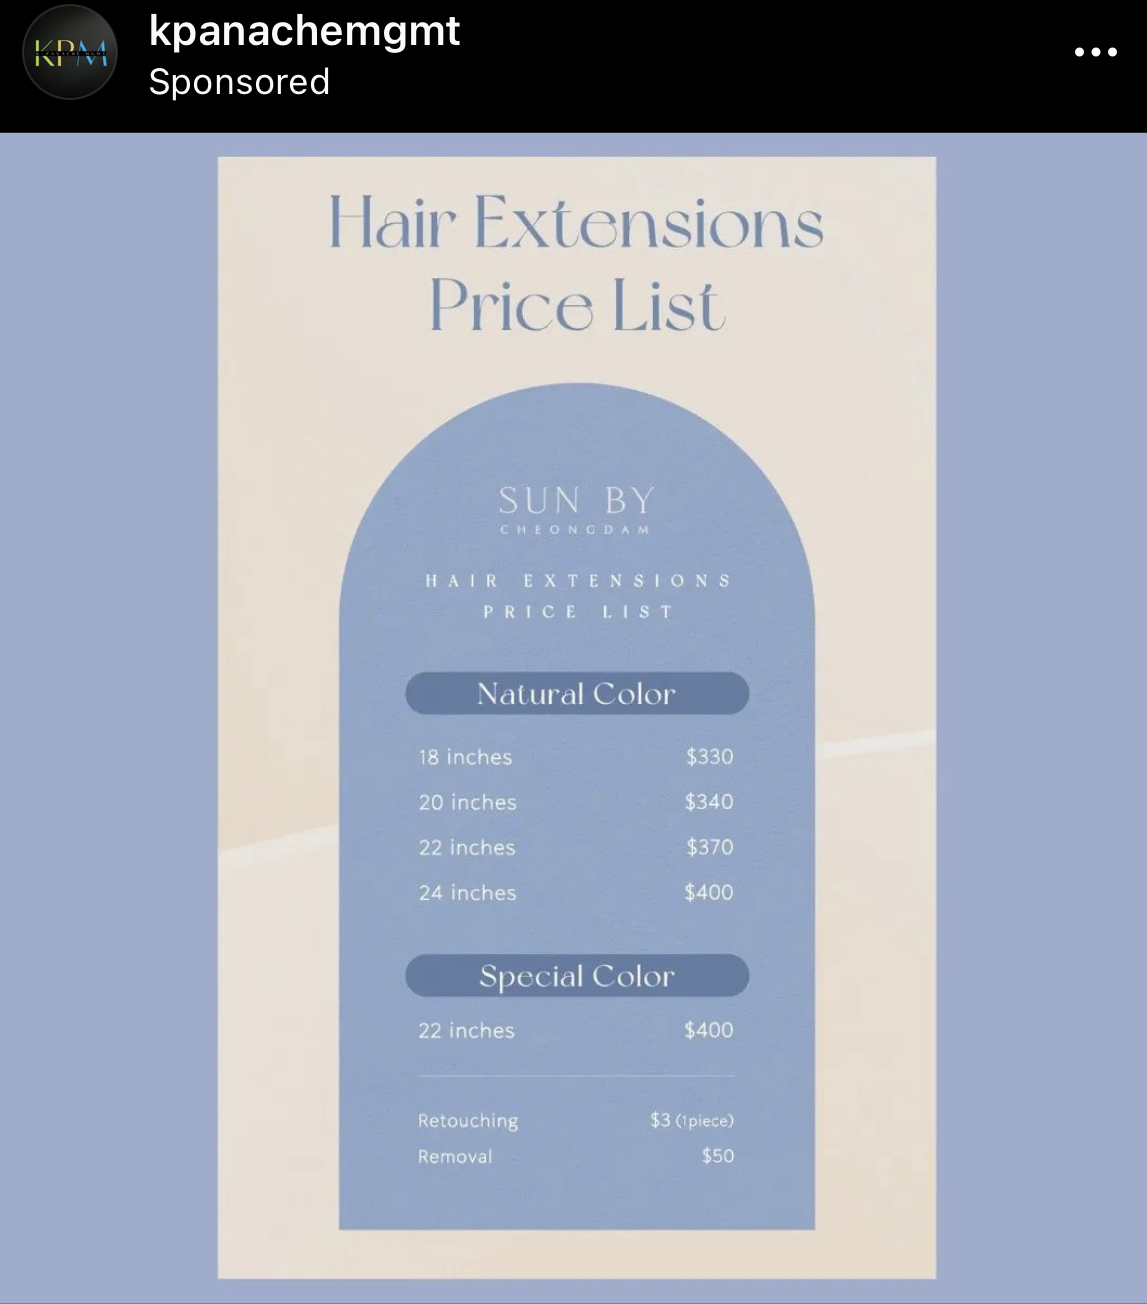 KPM
kpanachemgmt
Sponsored
Hair Extensions
Price List
SUN BY
CHEONGDAM
HAIR EXTENSIONS
PRICE LIST
Natural Color
18 inches $330
20 inches $340
22 inches $370
24 inches $400
Special Color
22 inches $400
Retouching $3 (1piece)
Removal $50